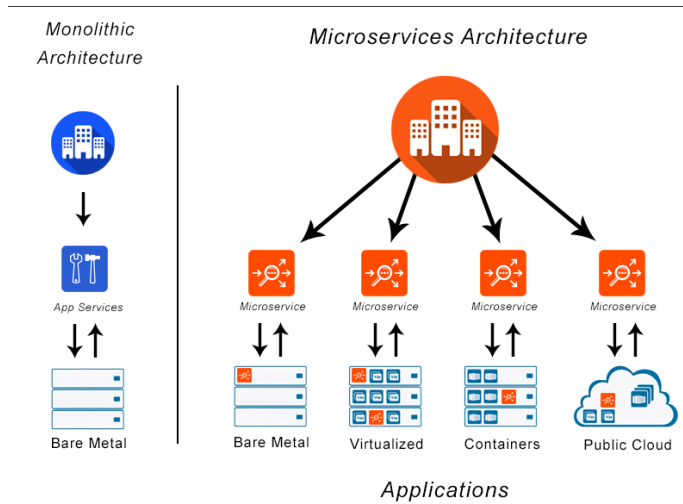 Monolithic
Architecture
Microservices Architecture
App Services
Microservice
Microservice
Microservice
Microservice
Bare Metal
Bare Metal
Virtualized
Containers
Public Cloud
Applications